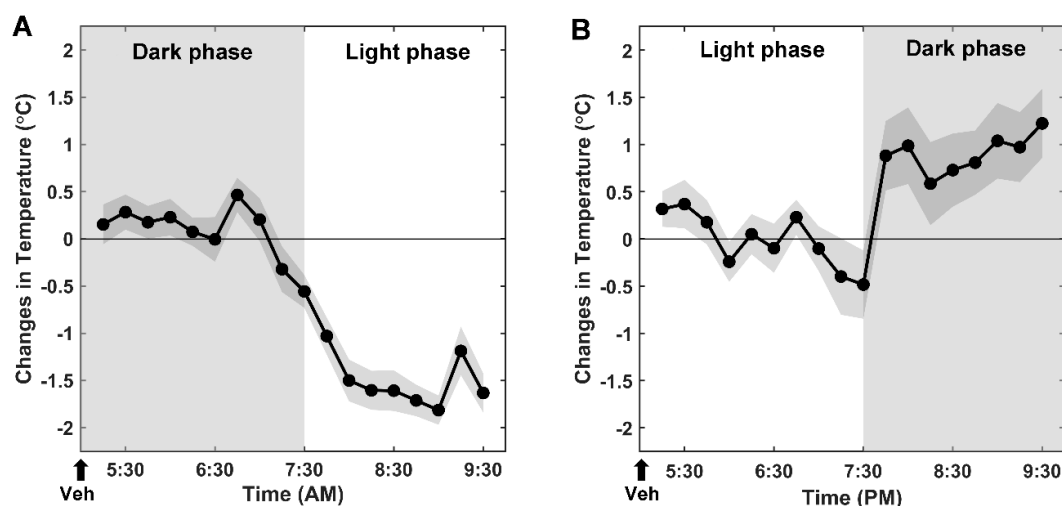 A
Dark phase
Light phase
Changes in Temperature (°C)
2
1.5
1
0.5
0
-0.5
-1
-1.5
-2
5:30 6:30 7:30 8:30 9:30
Veh
Time (AM)
B
Light phase
Dark phase
Changes in Temperature (°C)
2
1.5
1
0.5
0
-0.5
-1
-1.5
-2
5:30 6:30 7:30 8:30 9:30
Veh
Time (PM)